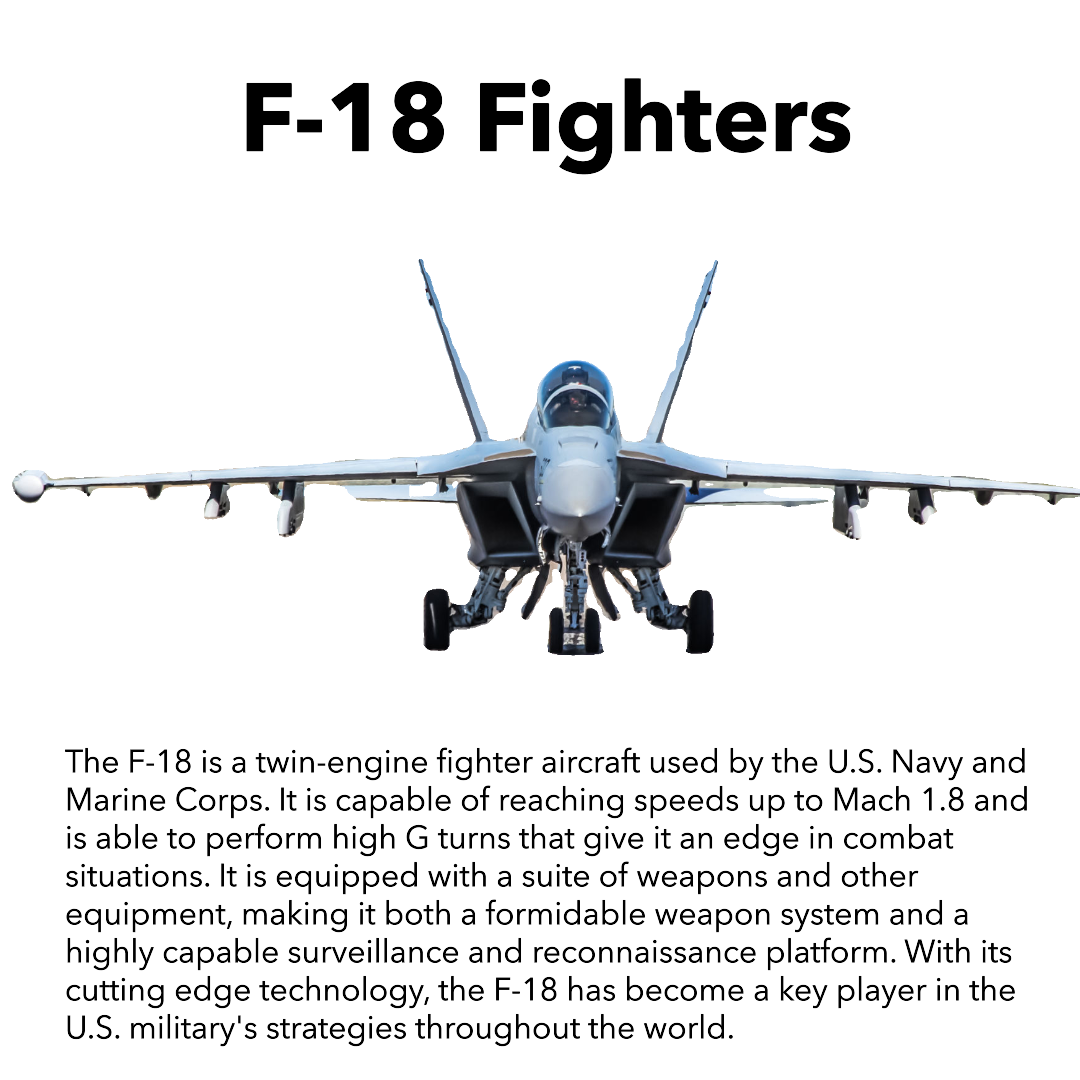 F-18 Fighters
The F-18 is a twin-engine fighter aircraft used by the U.S. Navy and
Marine Corps. It is capable of reaching speeds up to Mach 1.8 and
is able to perform high G turns that give it an edge in combat
situations. It is equipped with a suite of weapons and other
equipment, making it both a formidable weapon system and a
highly capable surveillance and reconnaissance platform. With its
cutting edge technology, the F-18 has become a key player in the
U.S. military's strategies throughout the world.